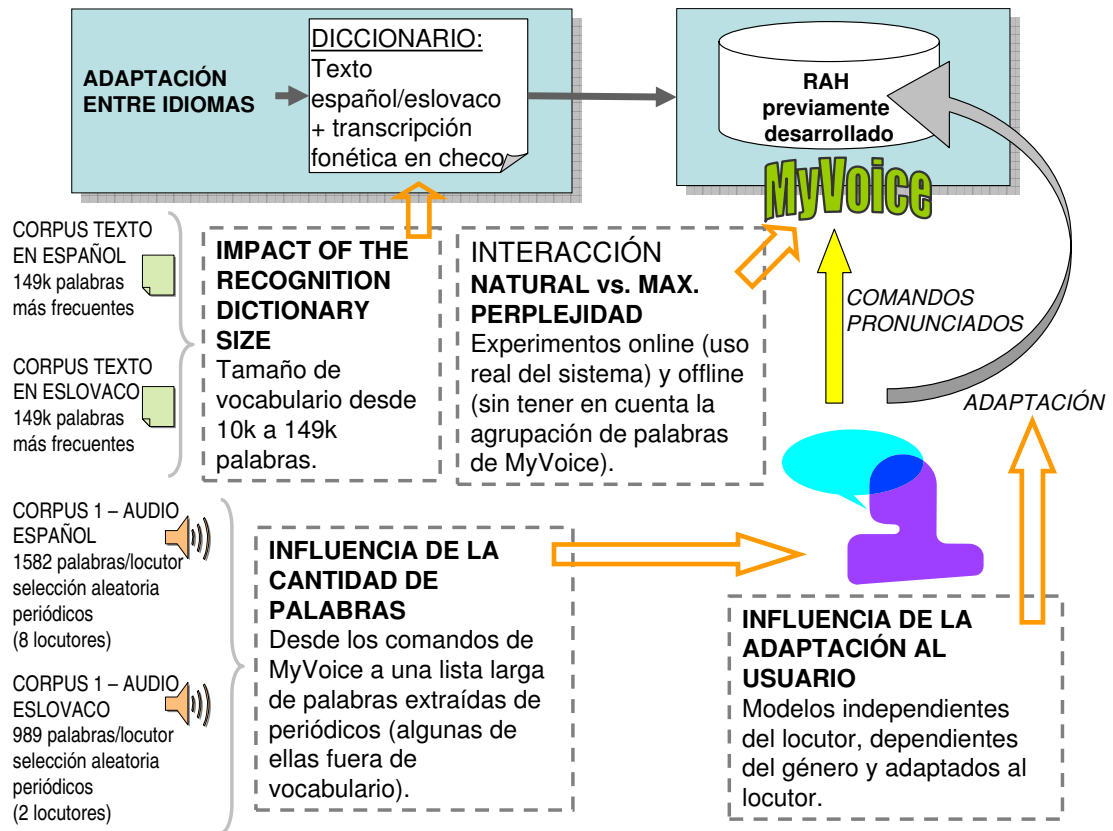 ADAPTACIÓN
ENTRE IDIOMAS
DICCIONARIO:
Texto
español/eslovaco
+ transcripción
fonética en checo
RAH
previamente
desarrollado
MyVoice
CORPUS TEXTO
EN ESPAÑOL
149k palabras
más frecuentes
CORPUS TEXTO
EN ESLOVACO
149k palabras
más frecuentes
IMPACT OF THE
RECOGNITION
DICTIONARY
SIZE
Tamaño de
vocabulario desde
10k a 149k
palabras.
INTERACCIÓN
NATURAL vs. MAX.
PERPLEJIDAD
Experimentos online (uso
real del sistema) y offline
(sin tener en cuenta la
agrupación de palabras
de MyVoice).
COMANDOS
PRONUNCIADOS
ADAPTACIÓN
CORPUS 1 – AUDIO
ESPAÑOL
1582 palabras/locutor
selección aleatoria
periódicos
(8 locutores)
CORPUS 1 – AUDIO
ESLOVACO
989 palabras/locutor
selección aleatoria
periódicos
(2 locutores)
INFLUENCIA DE LA
CANTIDAD DE
PALABRAS
Desde los comandos de
MyVoice a una lista larga
de palabras extraídas de
periódicos (algunas de
ellas fuera de
vocabulario).
INFLUENCIA DE LA
ADAPTACIÓN AL
USUARIO
Modelos independientes
del locutor, dependientes
del género y adaptados al
locutor.